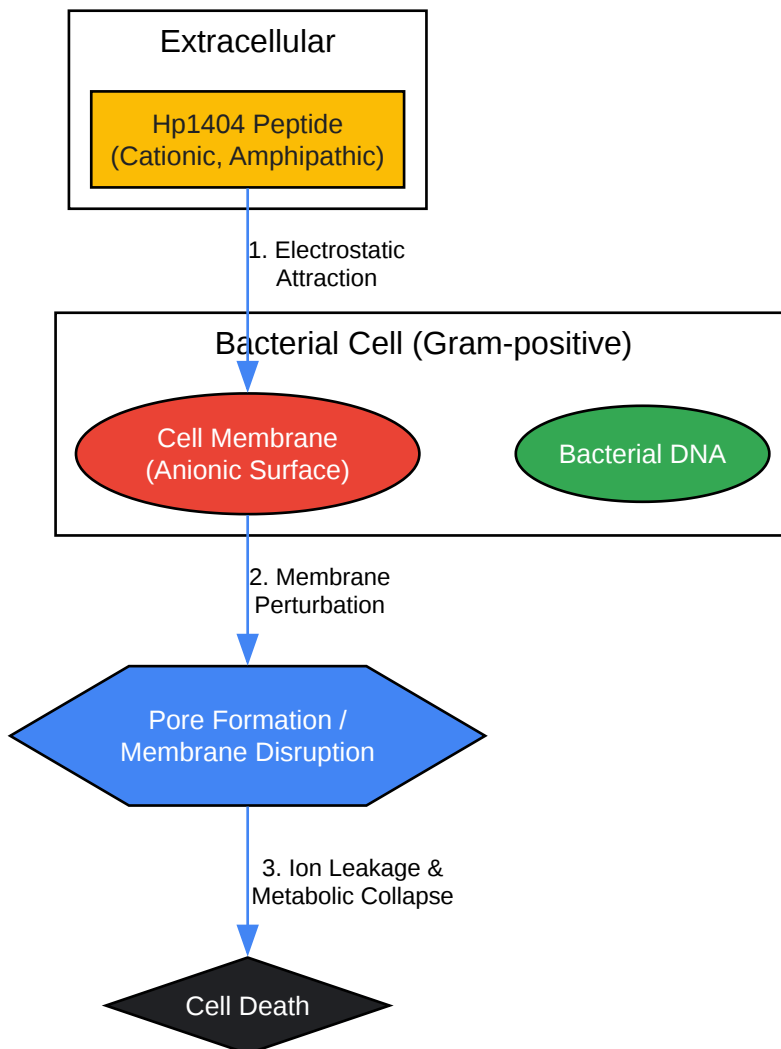 Extracellular
Hp1404 Peptide
(Cationic, Amphipathic)
1. Electrostatic
Attraction
Bacterial Cell (Gram-positive)
Cell Membrane
(Anionic Surface)
Bacterial DNA
2. Membrane
Perturbation
Pore Formation /
Membrane Disruption
3. Ion Leakage &
Metabolic Collapse
Cell Death